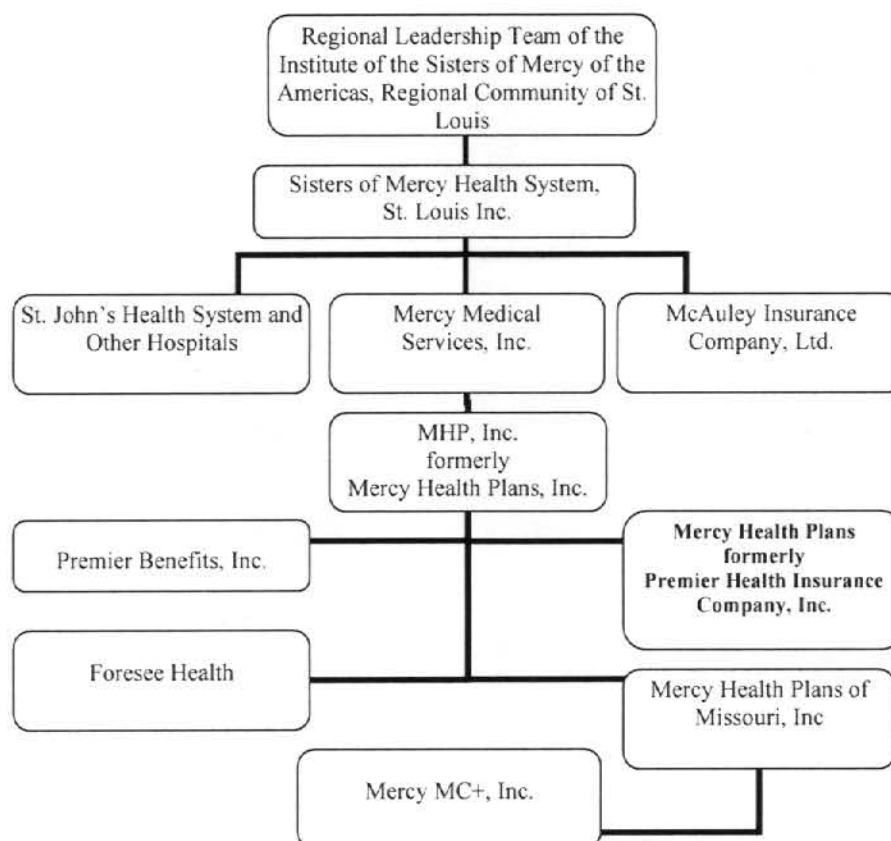 Regional Leadership Team of the
Institute of the Sisters of Mercy of the
Americas, Regional Community of St.
Louis
Sisters of Mercy Health System,
St. Louis Inc.
St. John's Health System and
Other Hospitals
Mercy Medical
Services, Inc.
McAuley Insurance
Company, Ltd.
MHP, Inc.
formerly
Mercy Health Plans, Inc.
Premier Benefits, Inc.
Mercy Health Plans
formerly
Premier Health Insurance
Company, Inc.
Foresee Health
Mercy Health Plans of
Missouri, Inc
Mercy MC+, Inc.